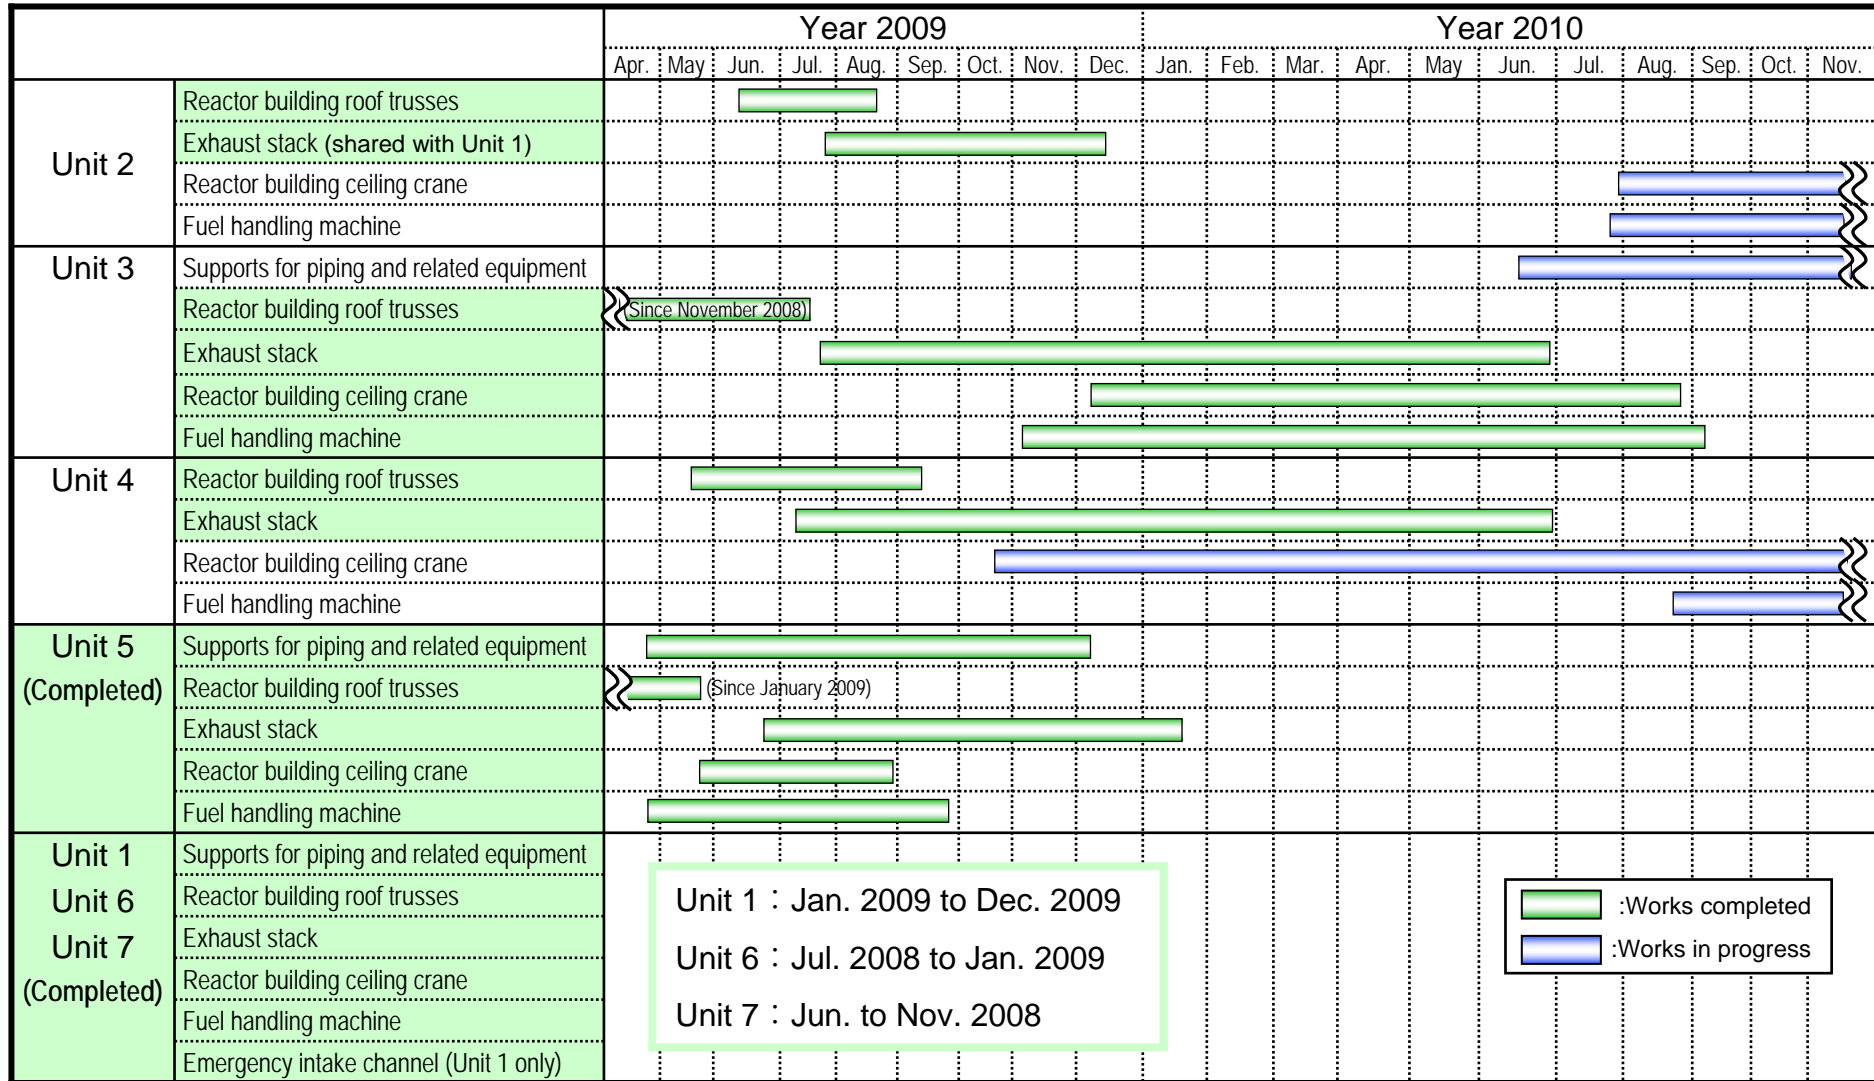 Year 2009 Year 2010
Apr. May Jun. Jul. Aug. Sep. Oct. Nov. Dec. Jan. Feb. Mar. Apr. May Jun. Jul. Aug. Sep. Oct. Nov.
Unit 2
Reactor building roof trusses
Exhaust stack (shared with Unit 1)
Reactor building ceiling crane
Fuel handling machine
Unit 3
Supports for piping and related equipment
Reactor building roof trusses (Since November 2008)
Exhaust stack
Reactor building ceiling crane
Fuel handling machine
Unit 4
Reactor building roof trusses
Exhaust stack
Reactor building ceiling crane
Fuel handling machine
Unit 5
(Completed)
Supports for piping and related equipment
Reactor building roof trusses (Since January 2009)
Exhaust stack
Reactor building ceiling crane
Fuel handling machine
Unit 1
Unit 6
Unit 7
(Completed)
Supports for piping and related equipment
Reactor building roof trusses
Exhaust stack
Reactor building ceiling crane
Fuel handling machine
Emergency intake channel (Unit 1 only)
Unit 1：Jan. 2009 to Dec. 2009
Unit 6：Jul. 2008 to Jan. 2009
Unit 7：Jun. to Nov. 2008
:Works completed
:Works in progress